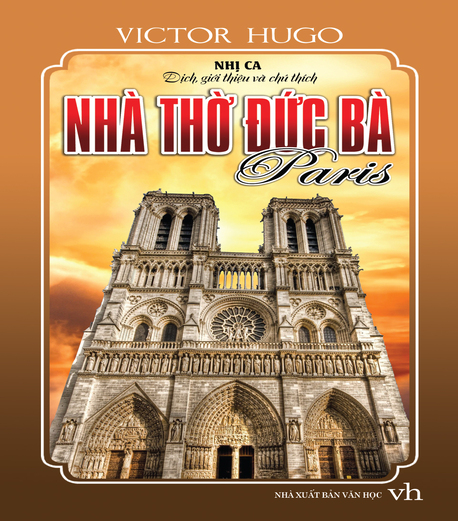 VICTOR HUGO
NHỊ CA
Dịch, giới thiệu và chú thích
NHÀ THỜ ĐỨC BÀ
Paris
NHÀ XUẤT BẢN VĂN HỌC vh